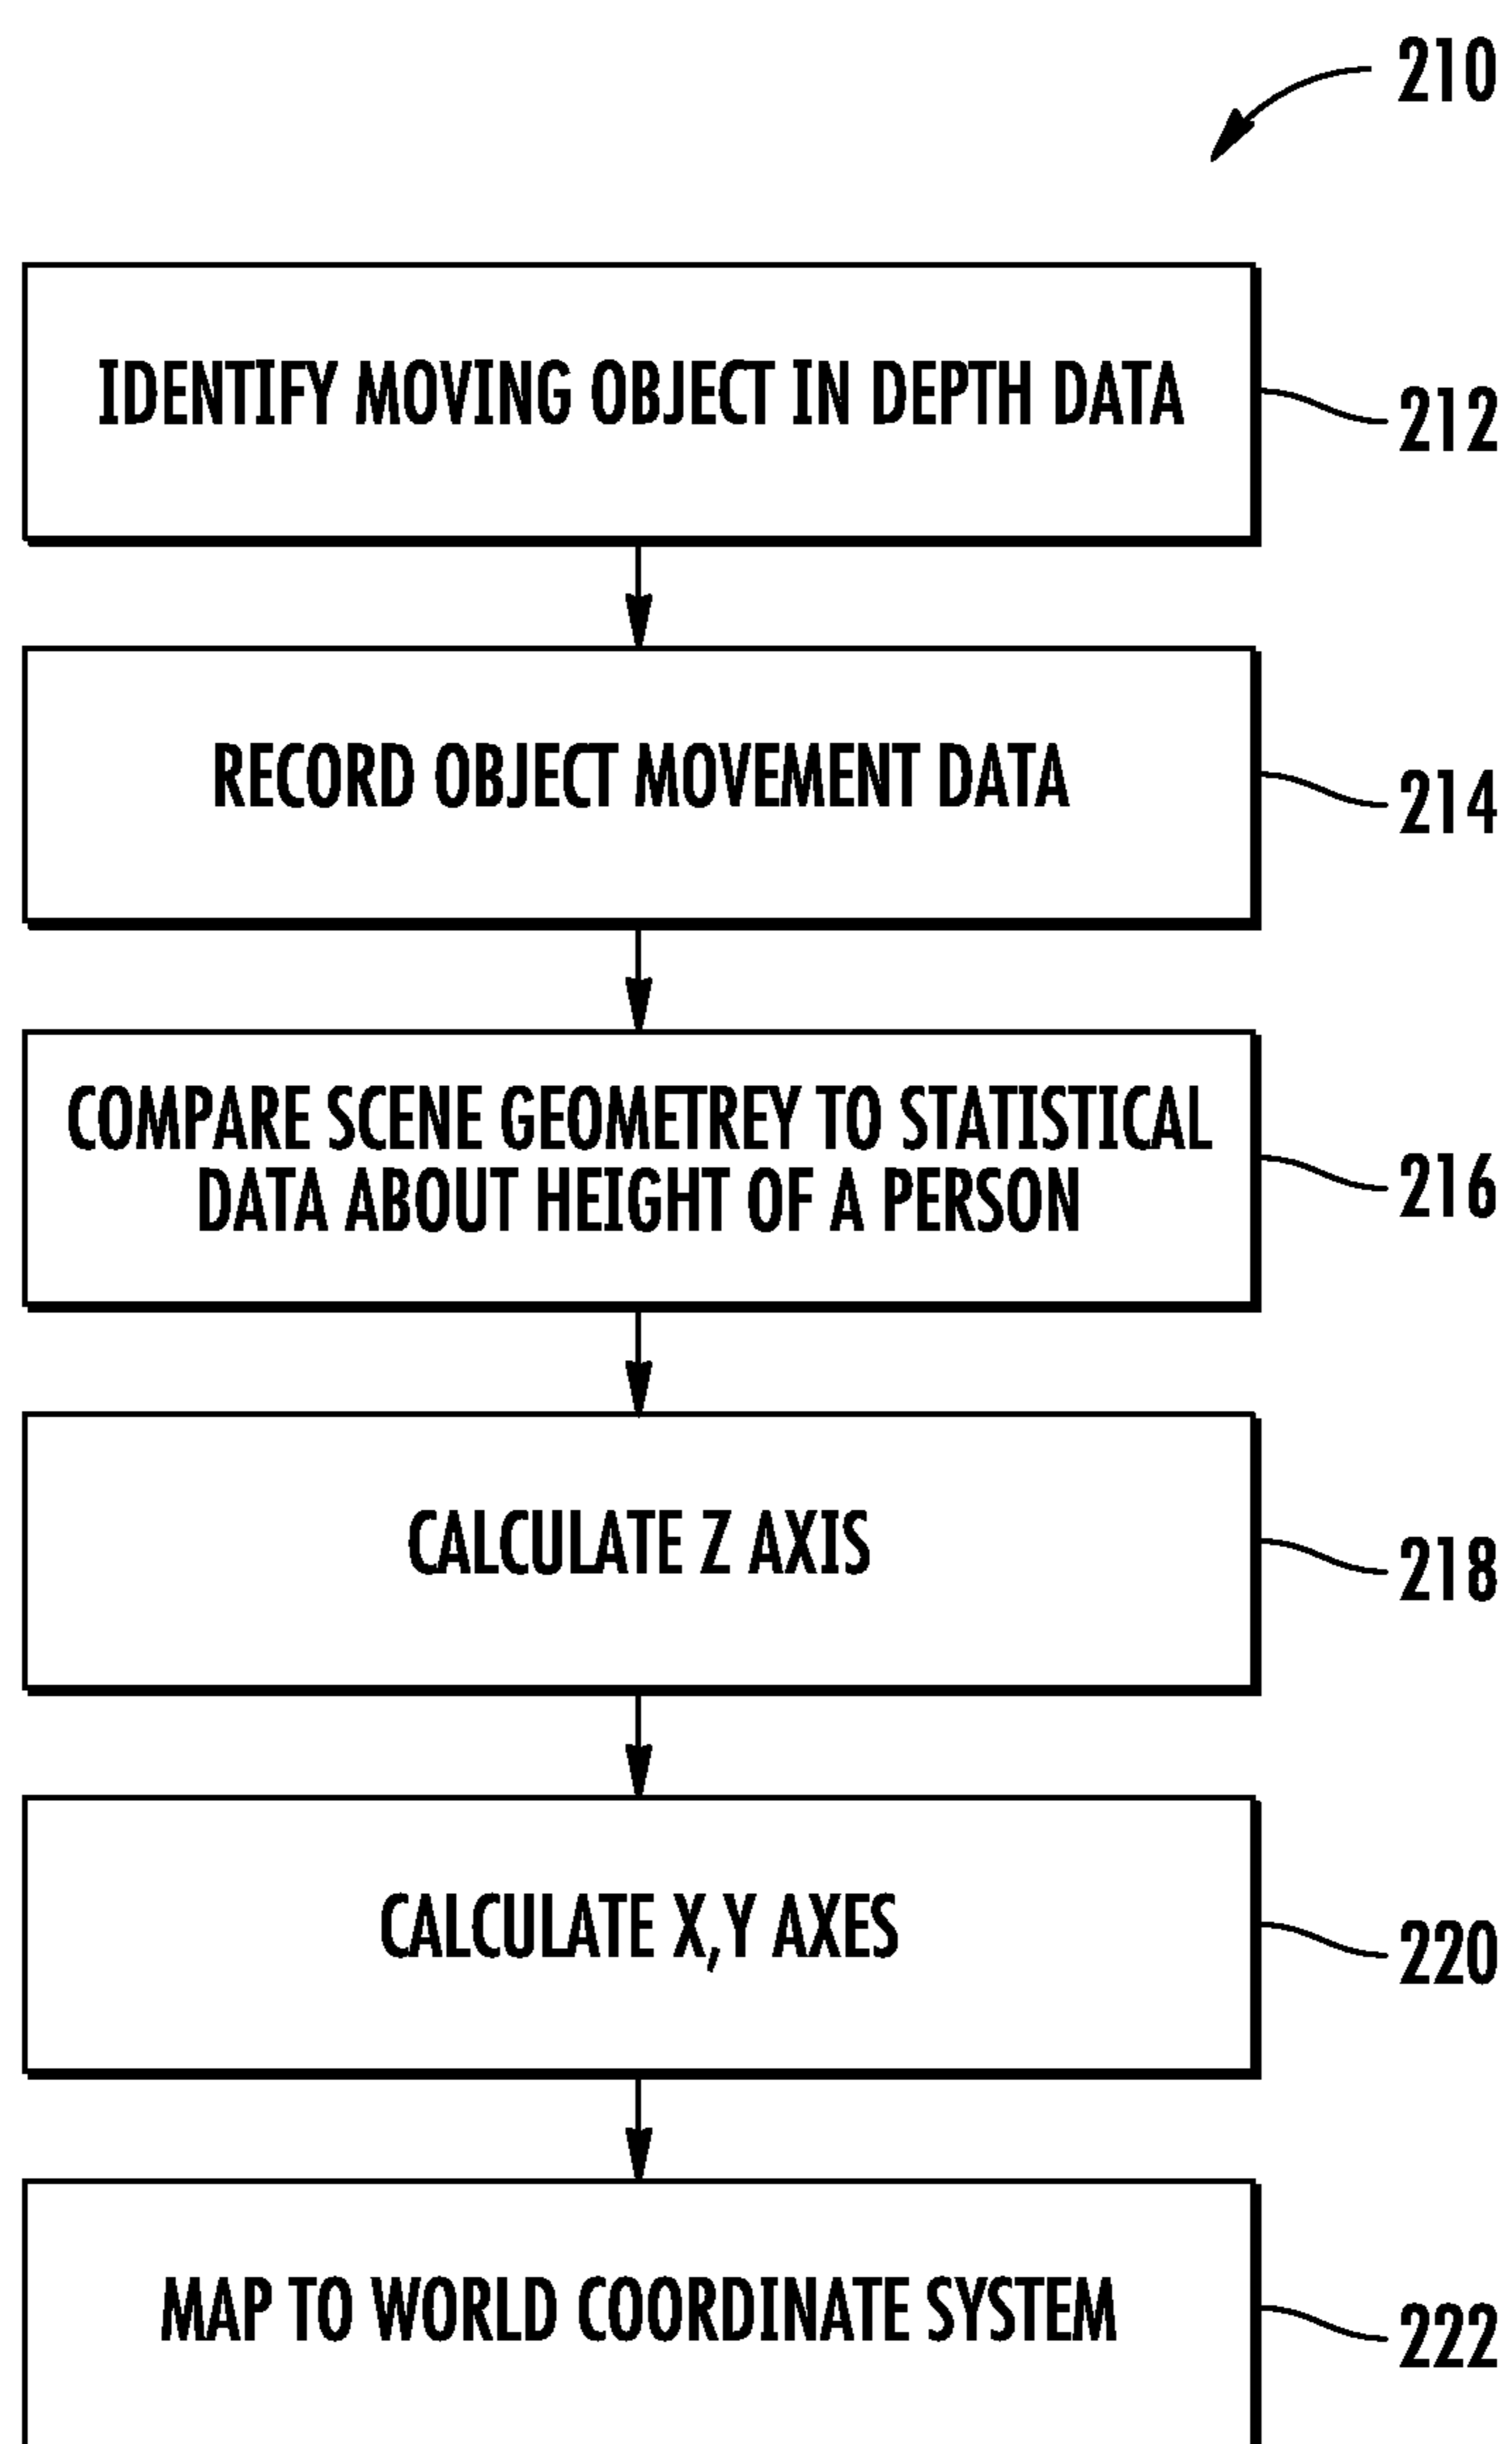 210
IDENTIFY MOVING OBJECT IN DEPTH DATA
212
RECORD OBJECT MOVEMENT DATA
214
COMPARE SCENE GEOMETREY TO STATISTICAL
DATA ABOUT HEIGHT OF A PERSON
216
CALCULATE Z AXIS
218
CALCULATE X,Y AXES
220
MAP TO WORLD COORDINATE SYSTEM
222